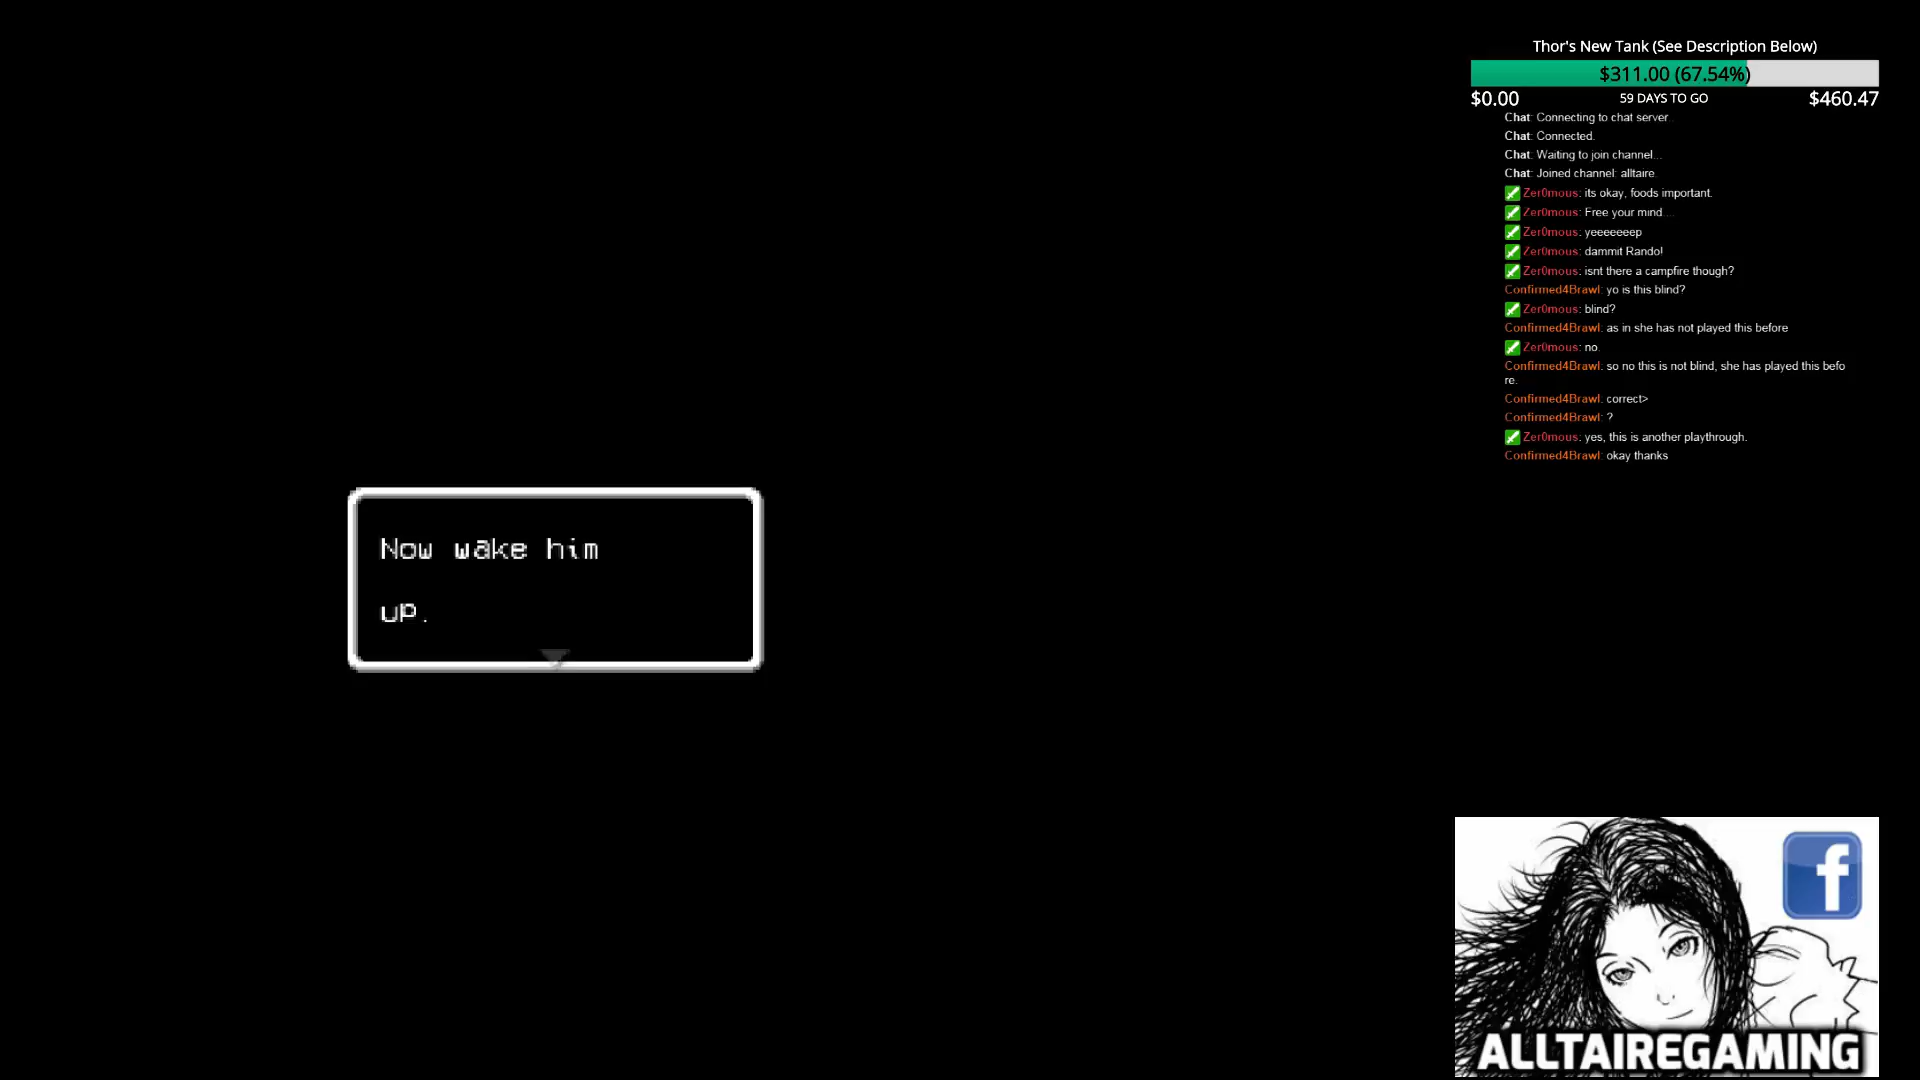 Thor's New Tank (See Description Below)
$311.00 (67.54%)
$0.00 59 DAYS TO GO $460.47
Chat: Connecting to chat server..
Chat: Connected.
Chat: Waiting to join channel...
Chat: Joined channel: alltaire.
Zer0mous: its okay, foods important.
Zer0mous: Free your mind....
Zer0mous: yeeeeeeep
Zer0mous: dammit Rando!
Zer0mous: isnt there a campfire though?
Confirmed4Brawl: yo is this blind?
Zer0mous: blind?
Confirmed4Brawl: as in she has not played this before
Zer0mous: no.
Confirmed4Brawl: so no this is not blind, she has played this befo
re.
Confirmed4Brawl: correct>
Confirmed4Brawl: ?
Zer0mous: yes, this is another playthrough.
Confirmed4Brawl: okay thanks
Now wake him
up.
f
ALLTAIREGAMING